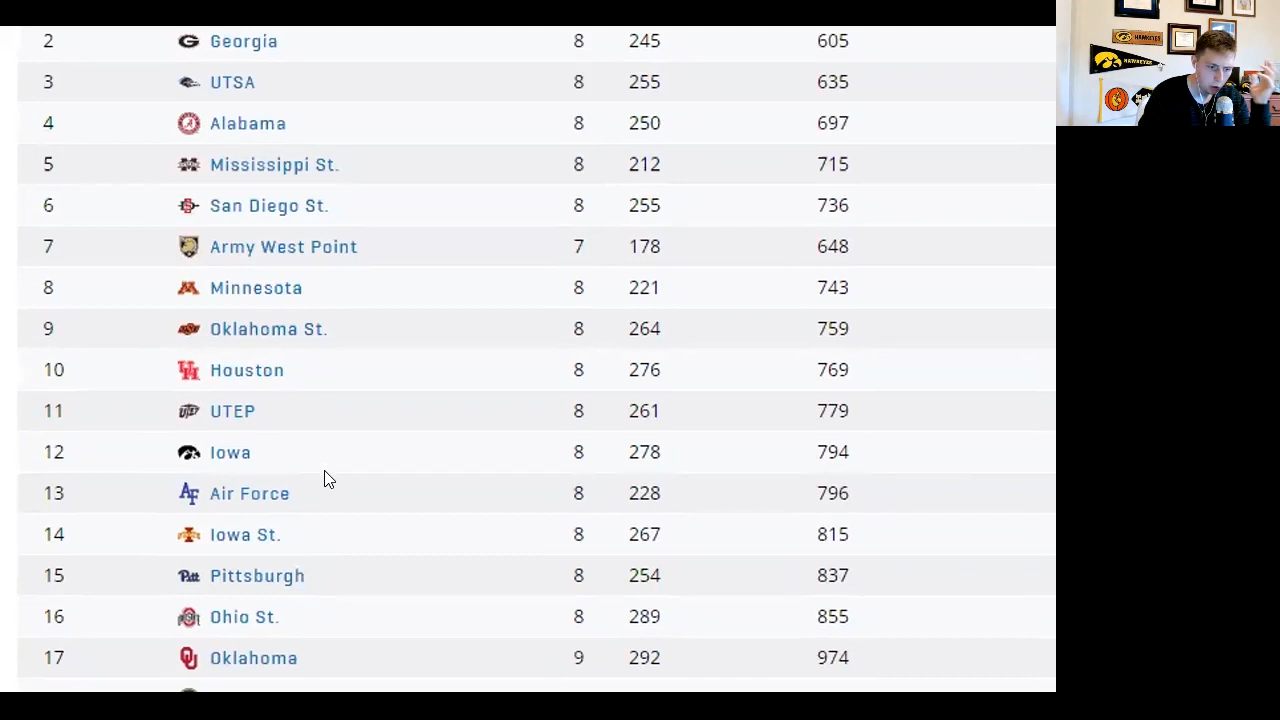 2 Georgia 8 245 605
3 UTSA 8 255 635
4 Alabama 8 250 697
5 Mississippi St. 8 212 715
6 San Diego St. 8 255 736
7 Army West Point 7 178 648
8 Minnesota 8 221 743
9 Oklahoma St. 8 264 759
10 Houston 8 276 769
11 UTEP 8 261 779
12 Iowa 8 278 794
13 Air Force 8 228 796
14 Iowa St. 8 267 815
15 Pitt Pittsburgh 8 254 837
16 Ohio St. 8 289 855
17 Oklahoma 9 292 974
HAWKEYES
HAWKEYES